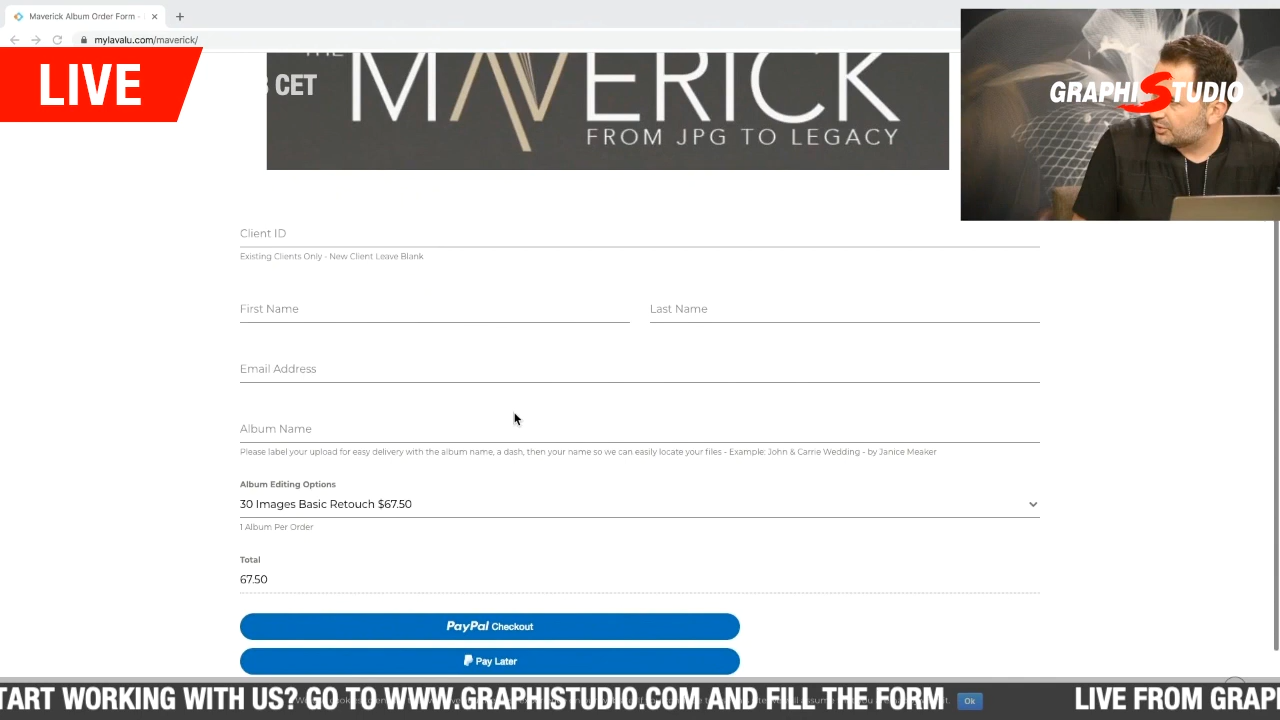 Maverick Album Order Form -
mylavalu.com/maverick/
LIVE
CET
THE
MAVERICK
FROM JPG TO LEGACY
GRAPHISTUDIO
Client ID
Existing Clients Only - New Client Leave Blank
First Name
Last Name
Email Address
Album Name
Please label your upload for easy delivery with the album name, a dash, then your name so we can easily locate your files - Example: John & Carrie Wedding - by Janice Meaker
Album Editing Options
30 Images Basic Retouch $67.50
1 Album Per Order
Total
67.50
PayPal Checkout
Pay Later
TART WORKING WITH US? GO TO WWW.GRAPHISTUDIO.COM AND FILL THE FORM
LIVE FROM GRAP
Ok